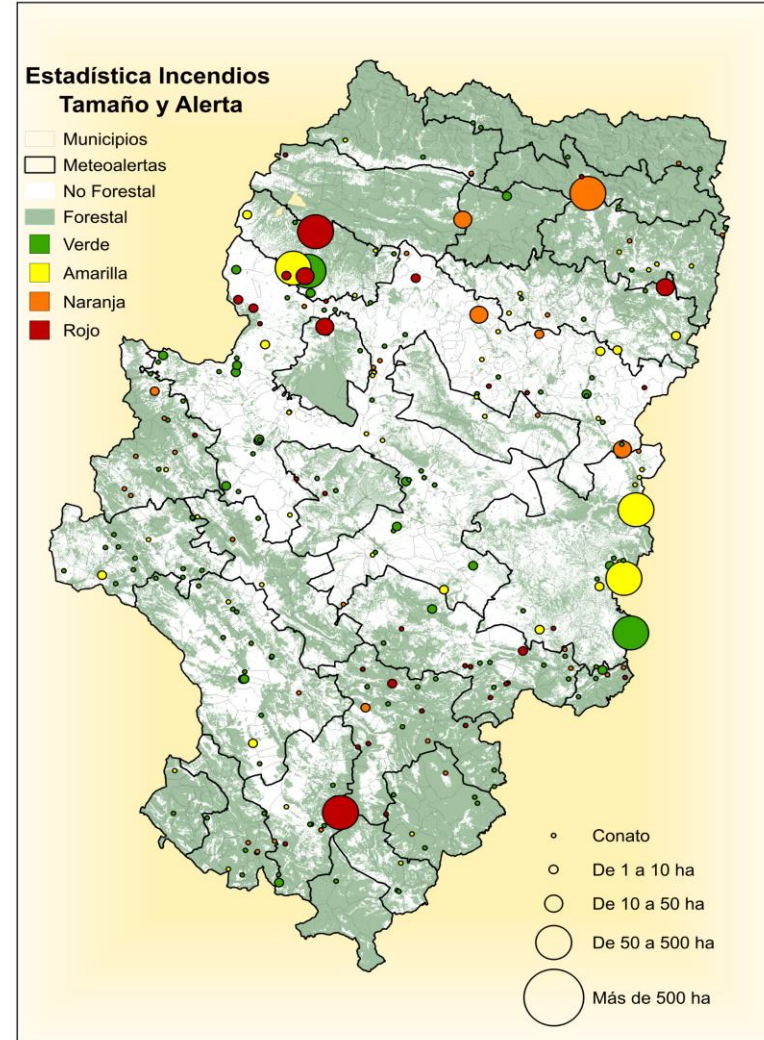 Estadística Incendios
Tamaño y Alerta
Municipios
Meteoalertas
No Forestal
Forestal
Verde
Amarilla
Naranja
Rojo
Conato
De 1 a 10 ha
De 10 a 50 ha
De 50 a 500 ha
Más de 500 ha